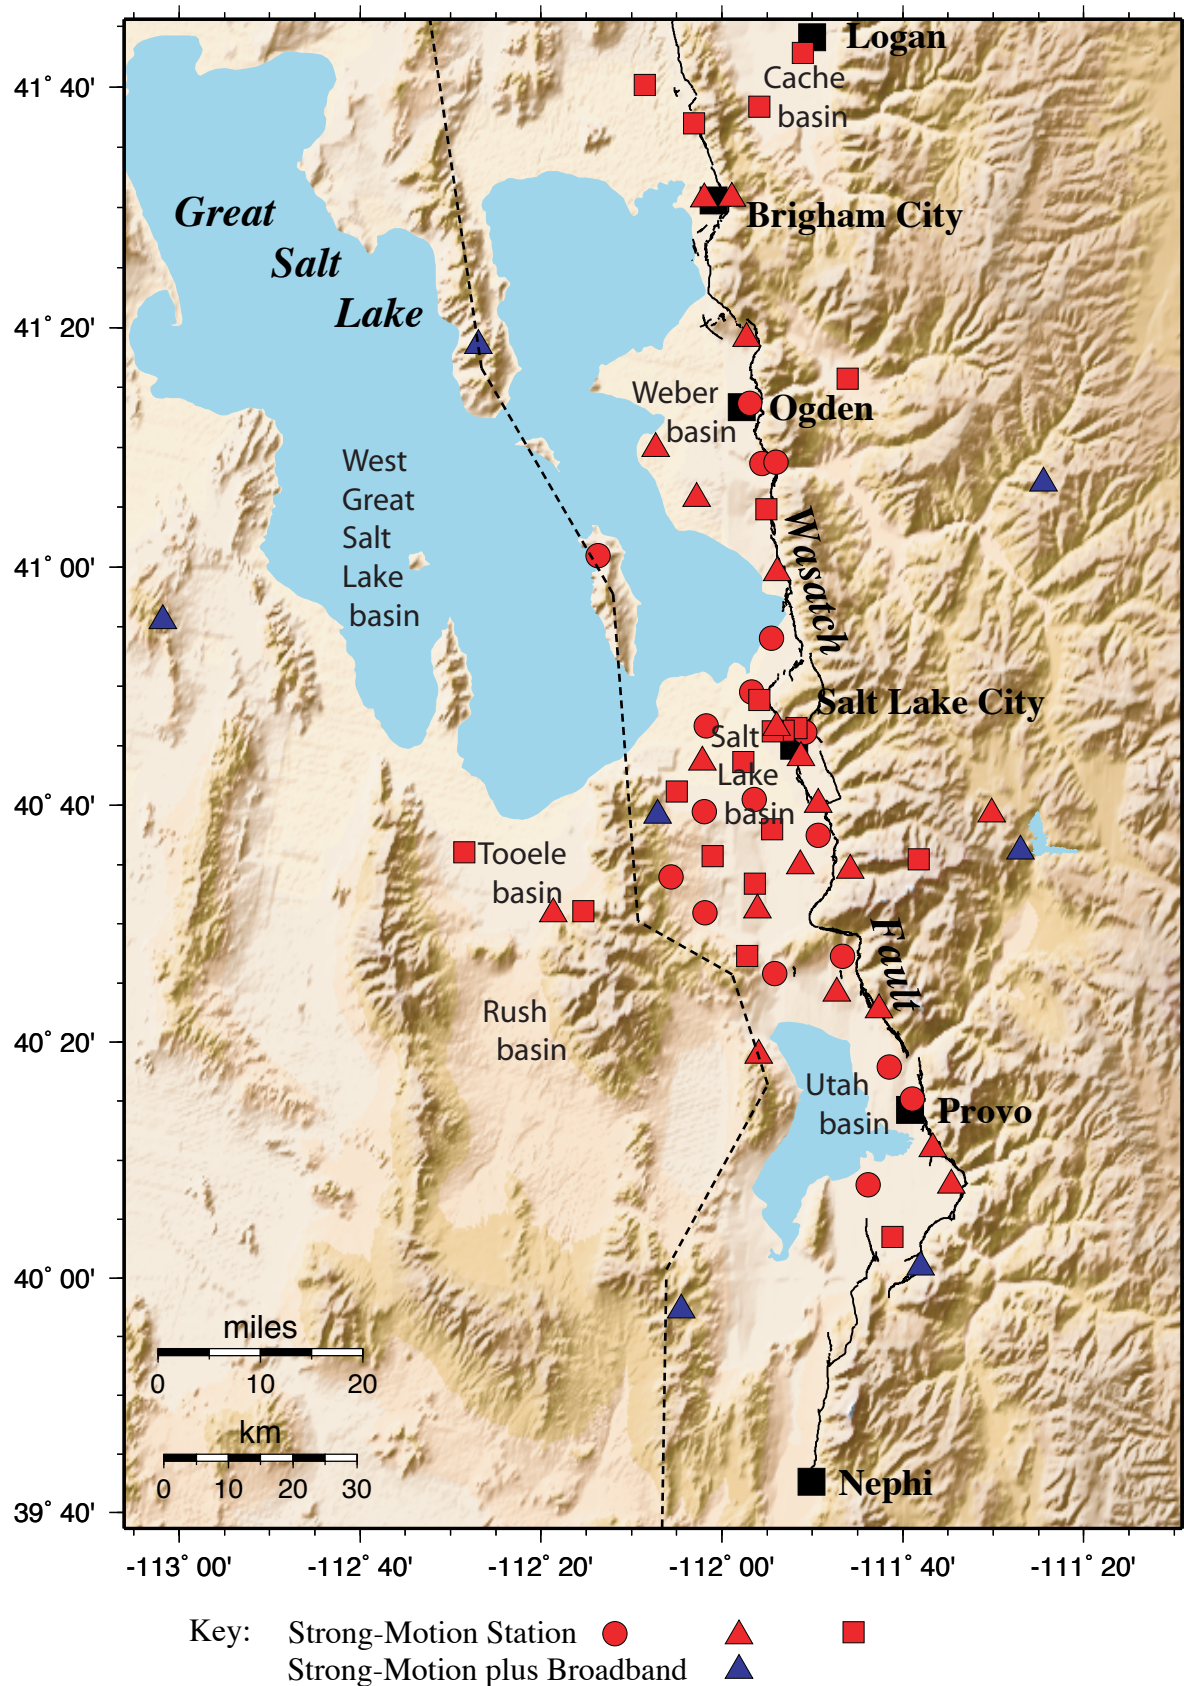 Logan
41° 40'
Cache
basin
Great
Brigham City
Salt
Lake
41° 20'
Weber
basin
Ogden
West
Great
Salt
Lake
basin
Wasatch
41° 00'
Salt Lake City
Salt
Lake
basin
40° 40'
Tooele
basin
Fault
Rush
basin
40° 20'
Utah
basin
Provo
40° 00'
miles
0 10 20
km
0 10 20 30
Nephi
39° 40'
-113° 00' -112° 40' -112° 20' -112° 00' -111° 40' -111° 20'
Key: Strong-Motion Station
Strong-Motion plus Broadband